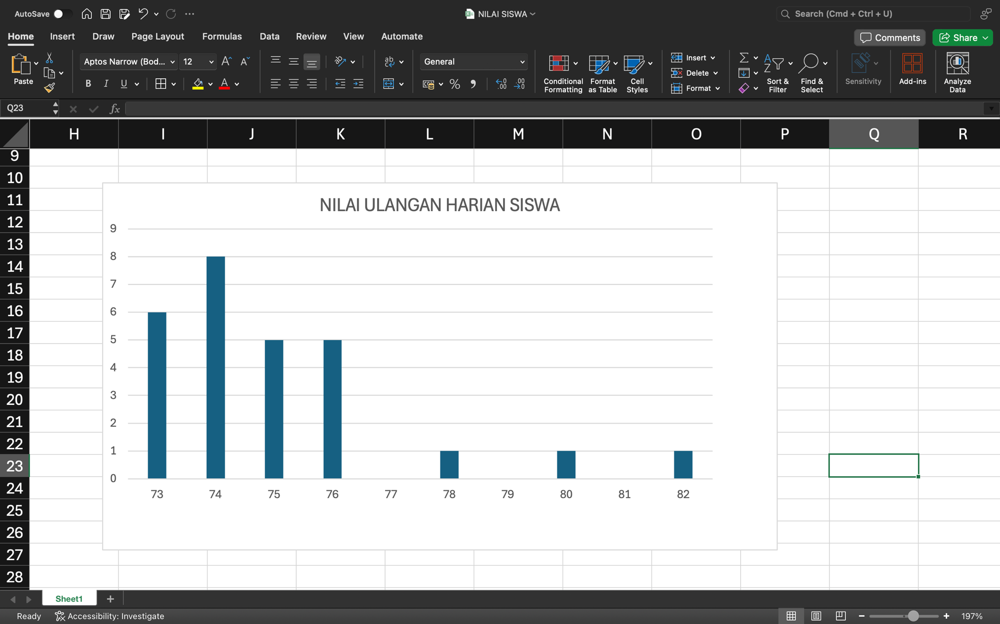 AutoSave
NILAI SISWA
Search (Cmd + Ctrl + U)
Home Insert Draw Page Layout Formulas Data Review View Automate
Comments Share
Paste
Aptos Narrow (Bod... 12
B I U
ab
General
% 9
.00 .00
Conditional Formatting
Format as Table
Cell Styles
Insert
Delete
Format
Sort & Filter
Find & Select
Sensitivity
Add-ins
Analyze Data
Q23 fx
H I J K L M N O P Q R
9
10
11
12
13
14
15
16
17
18
19
20
21
22
23
24
25
26
27
28
NILAI ULANGAN HARIAN SISWA
9
8
7
6
5
4
3
2
1
0
73 74 75 76 77 78 79 80 81 82
Sheet1 +
Ready Accessibility: Investigate
197%